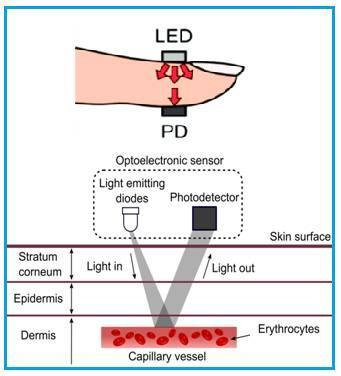 LED
PD
Optoelectronic sensor
Light emitting
diodes
Photodetector
Skin surface
Stratum
corneum
Light in
Light out
Epidermis
Dermis
Erythrocytes
Capillary vessel